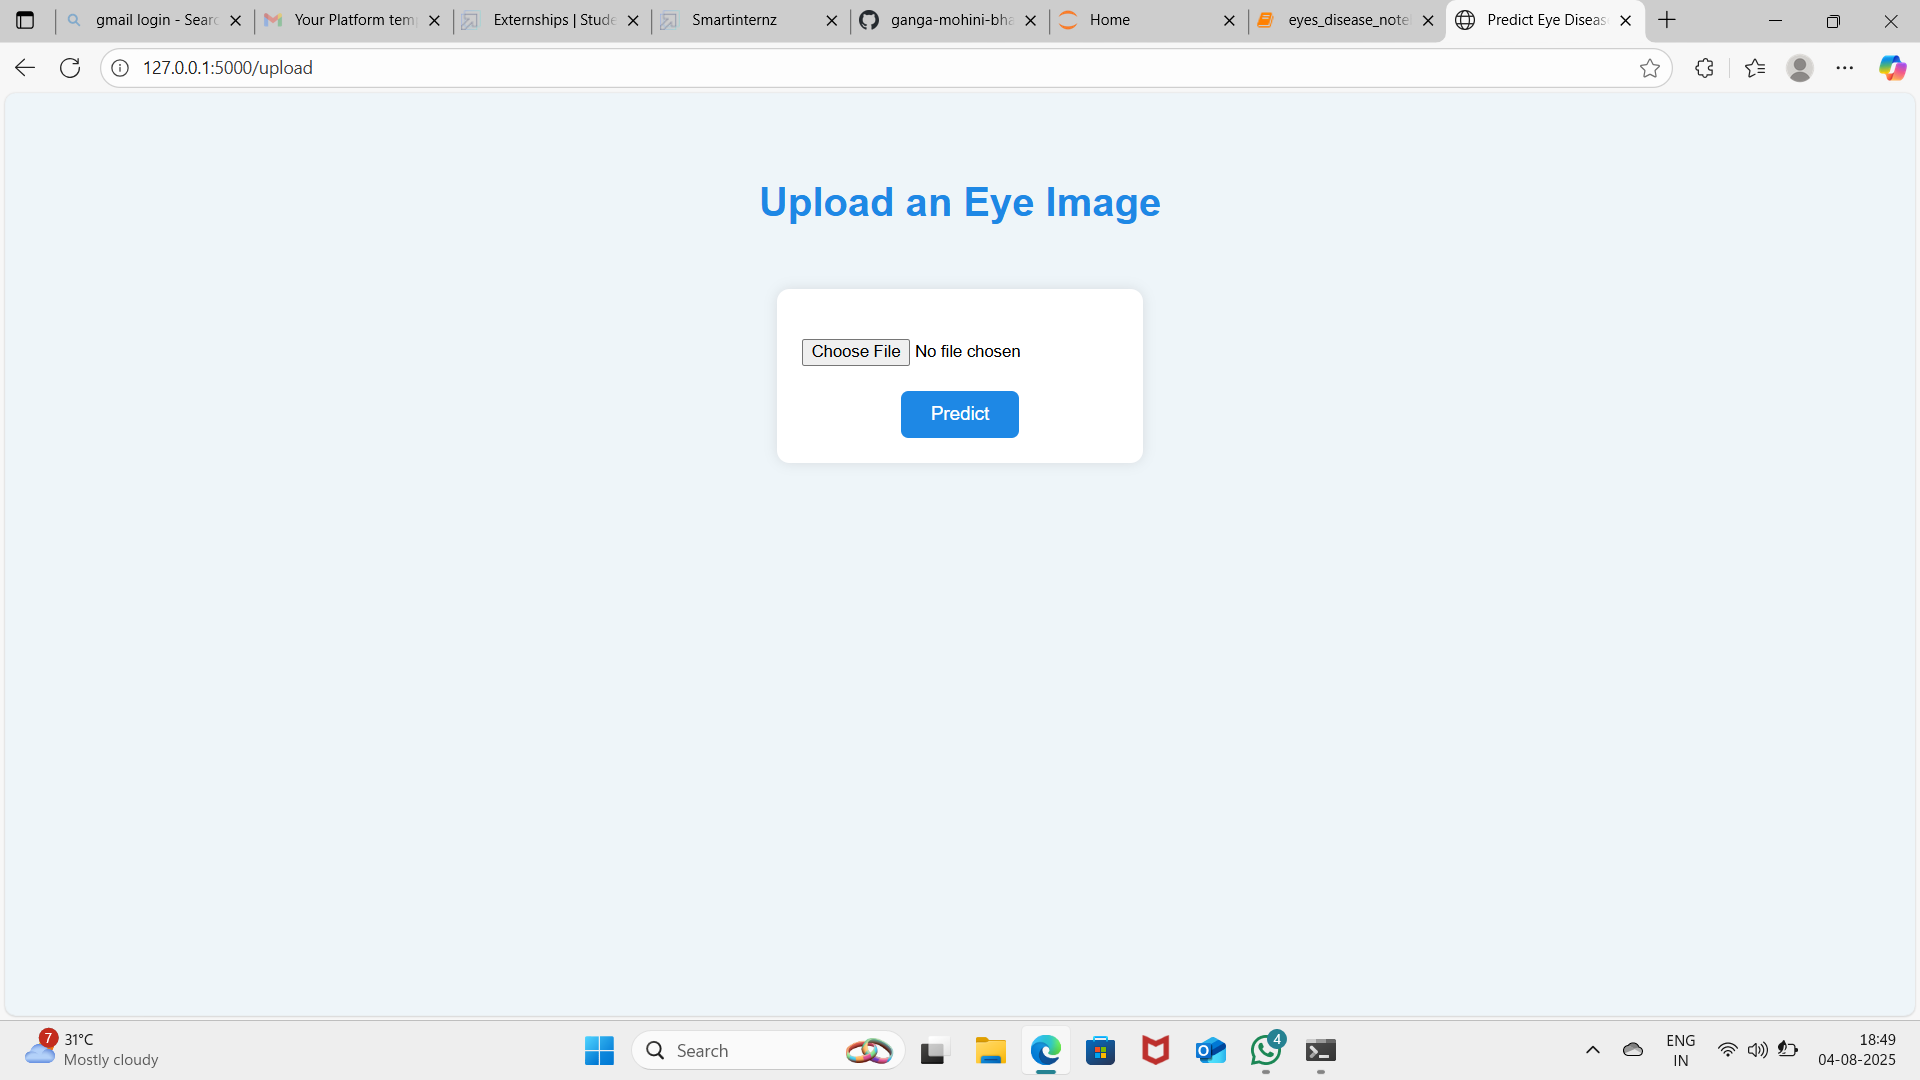 gmail login - Searc
Your Platform tem
Externships | Stude
Smartinternz
ganga-mohini-bha
Home
eyes_disease_note
Predict Eye Diseas
127.0.0.1:5000/upload
Upload an Eye Image
Choose File No file chosen
Predict
7
31°C
Mostly cloudy
Search
4
ENG
IN
18:49
04-08-2025